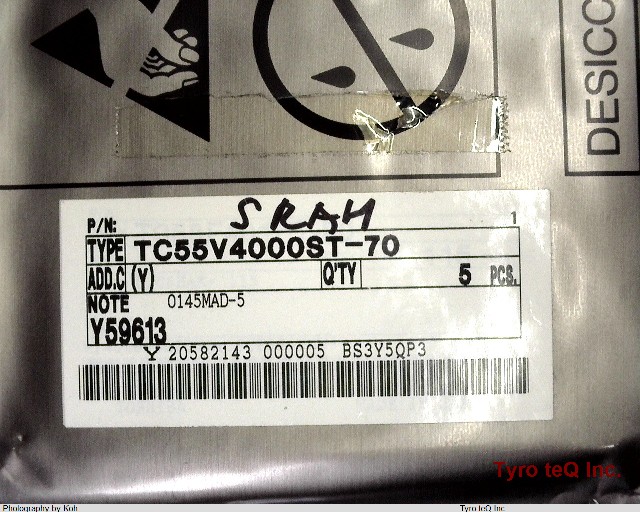 DESICC
SRAM
P/N:
1
TYPE TC55V4000ST-70
ADD.C (Y) Q'TY 5 PCS.
NOTE 0145MAD-5
Y59613
Y 20582143 000005 BS3Y5QP3
Tyro teQ Inc.
Photography by Koh Tyro teQ Inc